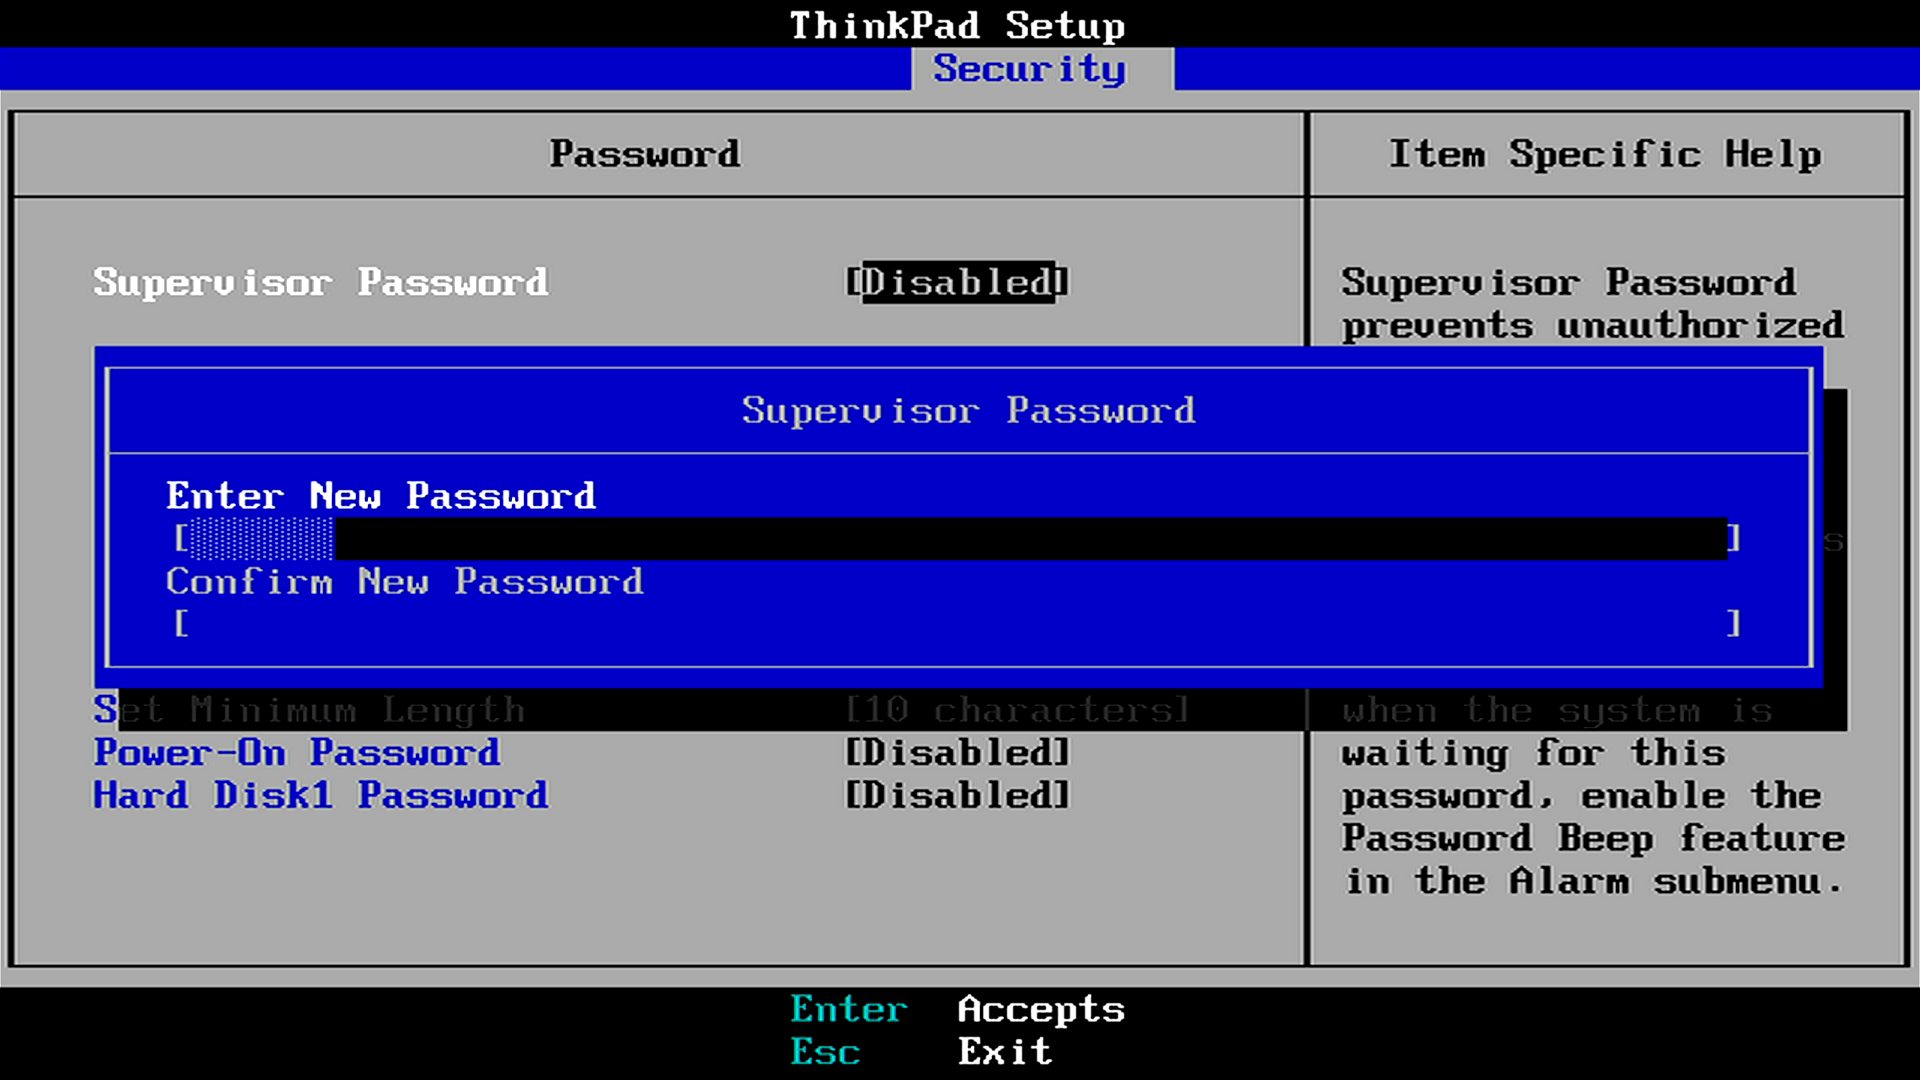 ThinkPad Setup
Security
Password
Item Specific Help
Supervisor Password [Disabled]
Supervisor Password
prevents unauthorized
Supervisor Password
Enter New Password
[ ]
s
Confirm New Password
[ ]
Set Minimum Length [10 characters]
when the system is
Power-On Password [Disabled]
waiting for this
Hard Disk1 Password [Disabled]
password, enable the
Password Beep feature
in the Alarm submenu.
Enter Accepts
Esc Exit